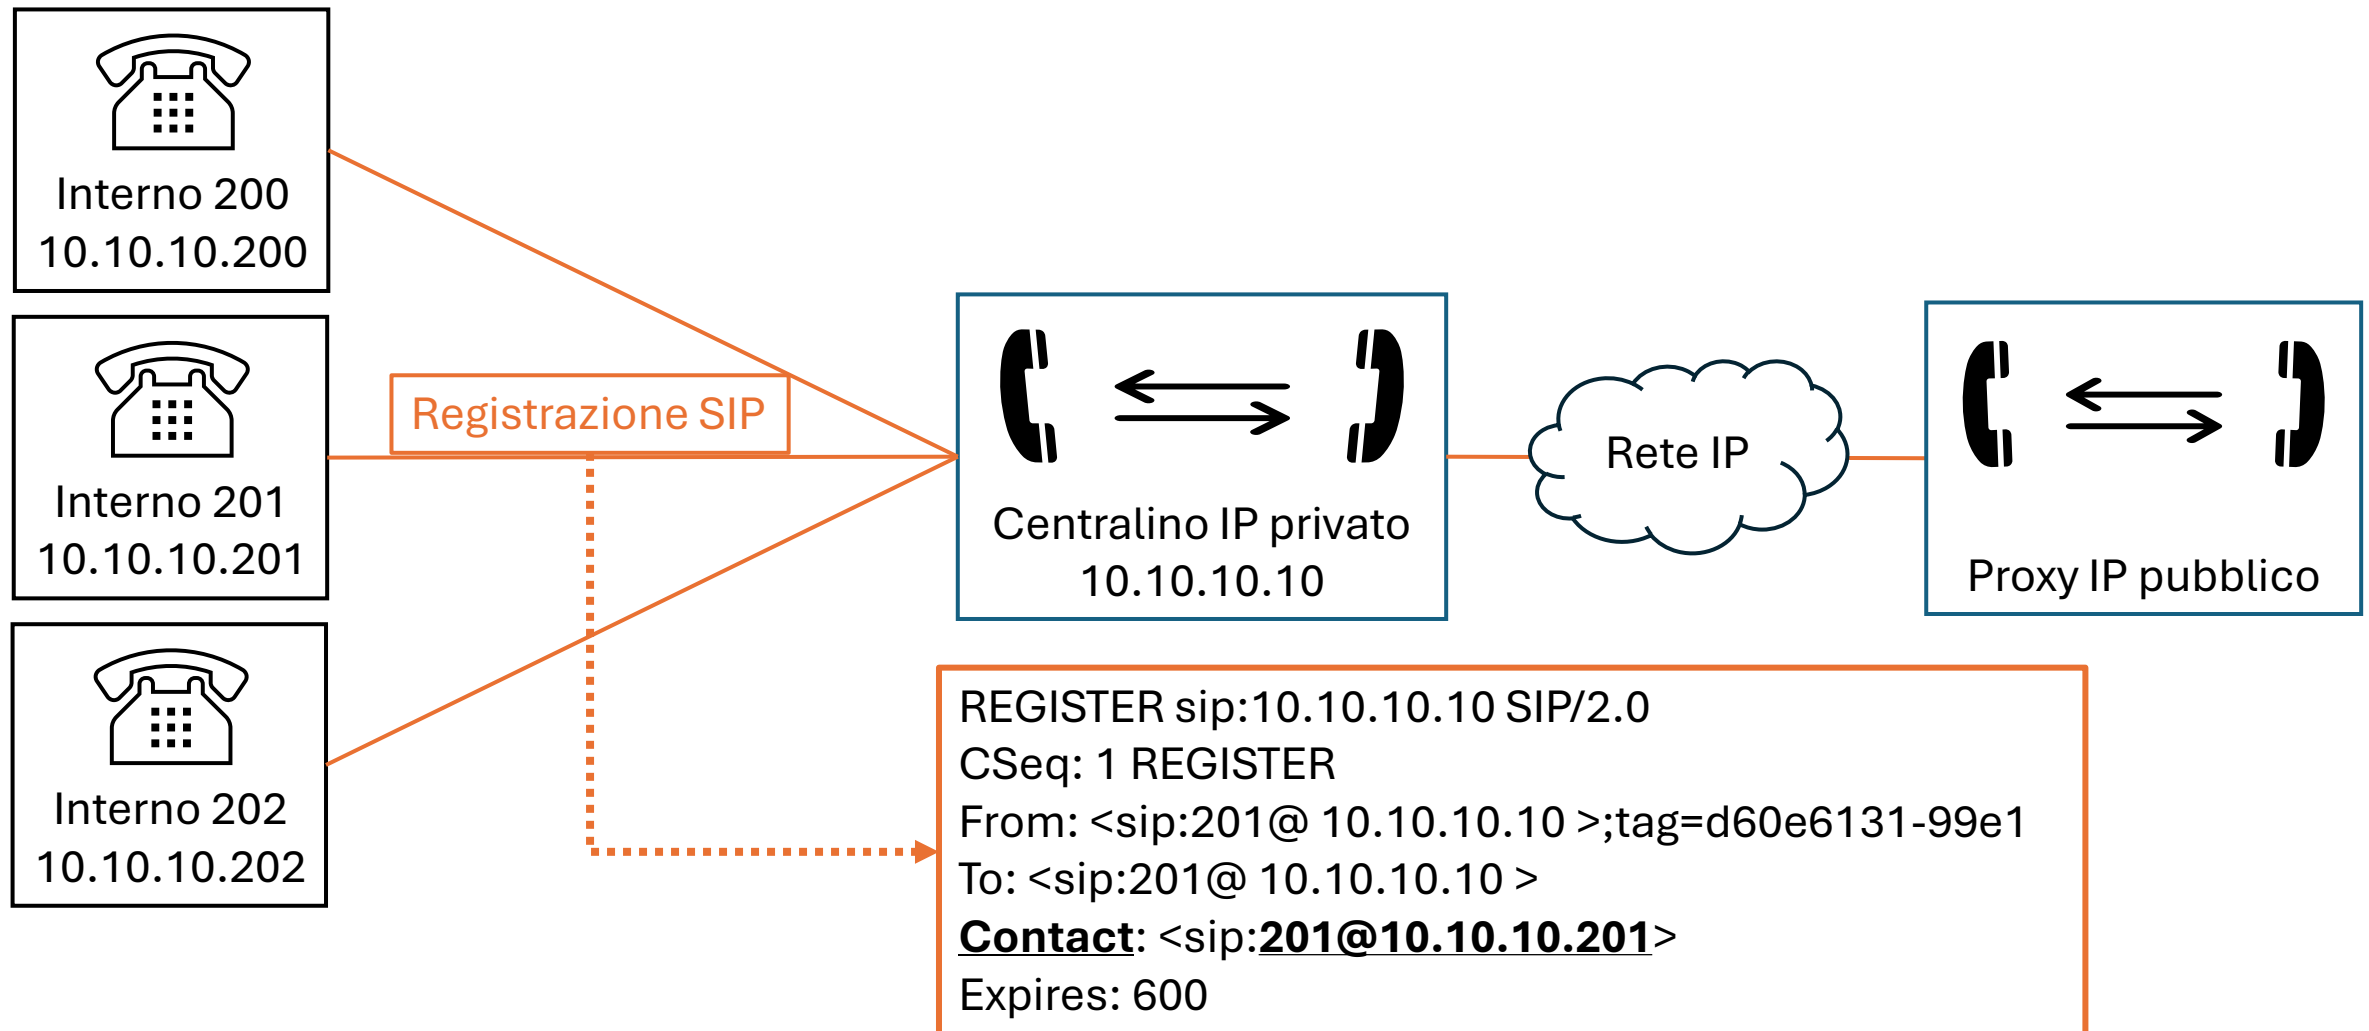 Interno 200
10.10.10.200
Interno 201
10.10.10.201
Interno 202
10.10.10.202
Registrazione SIP
Centralino IP privato
10.10.10.10
Rete IP
Proxy IP pubblico
REGISTER sip:10.10.10.10 SIP/2.0
CSeq: 1 REGISTER
From: <sip:201@ 10.10.10.10 >;tag=d60e6131-99e1
To: <sip:201@ 10.10.10.10 >
Contact: <sip:201@10.10.10.201>
Expires: 600